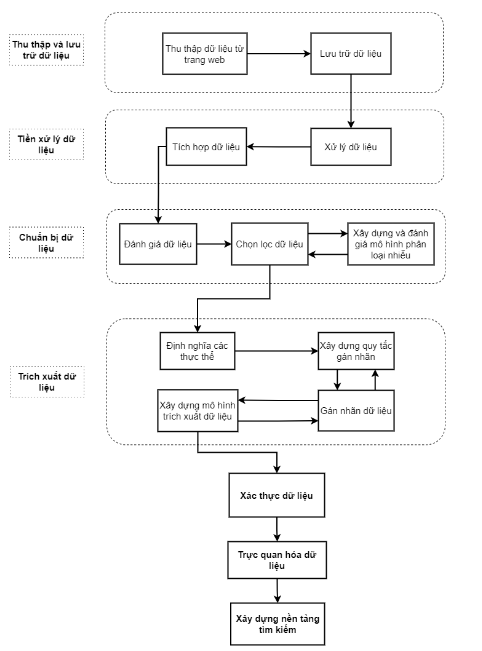 Thu thập và lưu
trữ dữ liệu
Thu thập dữ liệu từ
trang web
Lưu trữ dữ liệu
Tiền xử lý dữ
liệu
Tích hợp dữ liệu
Xử lý dữ liệu
Chuẩn bị dữ
liệu
Đánh giá dữ liệu
Chọn lọc dữ liệu
Xây dựng và đánh
giá mô hình phân
loại nhiễu
Định nghĩa các
thực thể
Xây dựng quy tắc
gán nhãn
Trích xuất dữ
liệu
Xây dựng mô hình
trích xuất dữ liệu
Gán nhãn dữ liệu
Xác thực dữ liệu
Trực quan hóa dữ
liệu
Xây dựng nền tảng
tìm kiếm